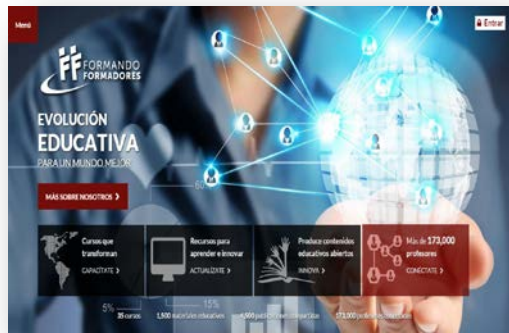 Menú
Entrar
FORMANDO
FORMADORES
EVOLUCIÓN
EDUCATIVA
PARA UN MUNDO MEJOR
MÁS SOBRE NOSOTROS >
60%
Cursos que
transforman
CAPACÍTATE >
Recursos para
aprender e innovar
ACTUALÍZATE >
Produce contenidos
educativos abiertos
INNOVA >
Más de 173,000
profesores
CONÉCTATE >
5%
15%
35 cursos
1,500 materiales educativos
173,000 profesores